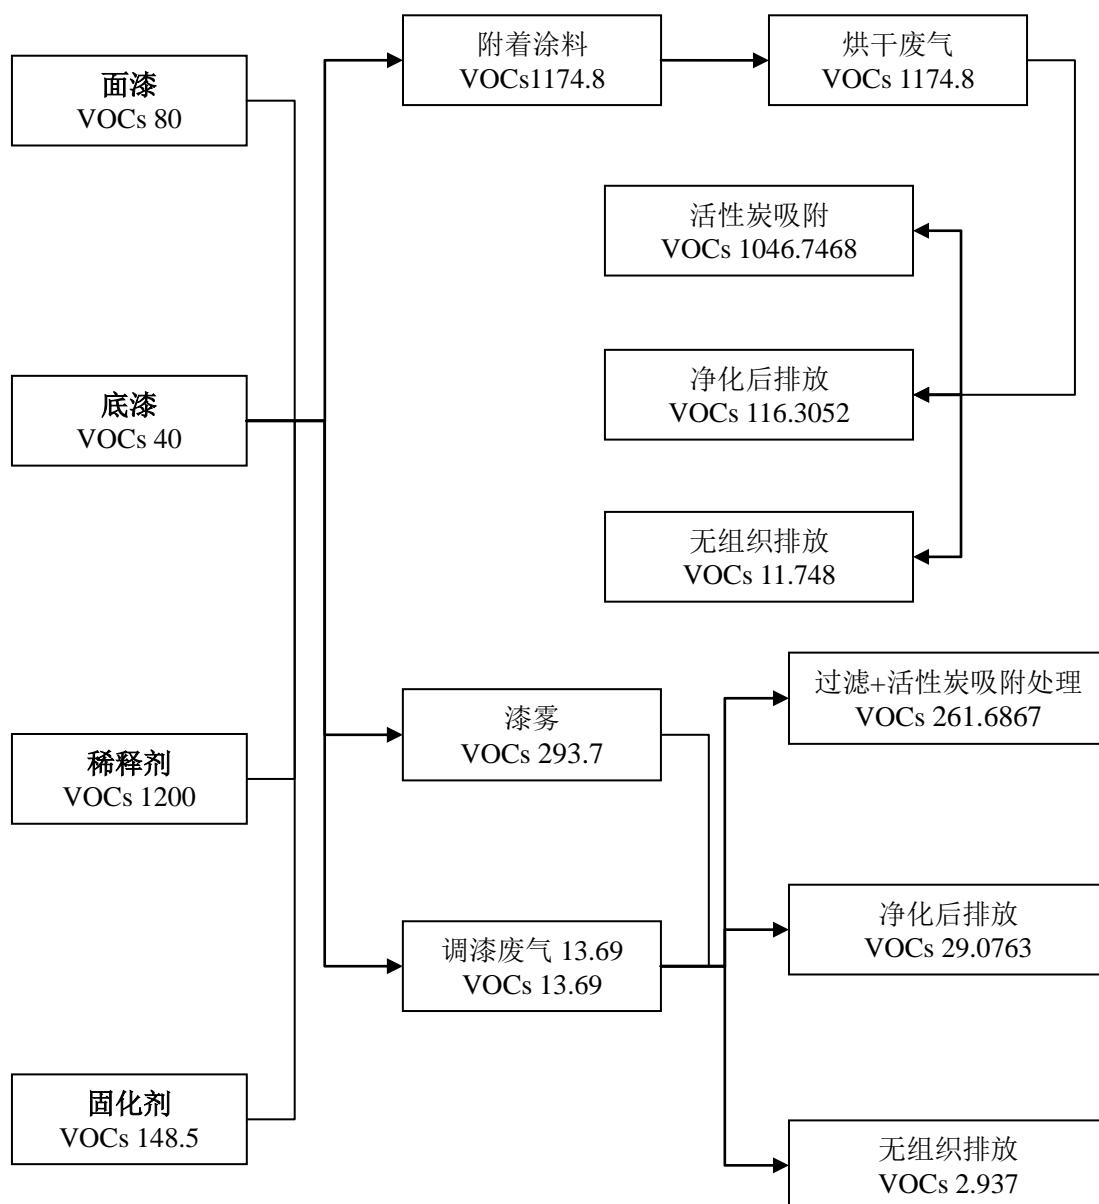 面漆
VOCs 80
底漆
VOCs 40
稀释剂
VOCs 1200
固化剂
VOCs 148.5
附着涂料
VOCs1174.8
烘干废气
VOCs 1174.8
活性炭吸附
VOCs 1046.7468
净化后排放
VOCs 116.3052
无组织排放
VOCs 11.748
漆雾
VOCs 293.7
调漆废气 13.69
VOCs 13.69
过滤+活性炭吸附处理
VOCs 261.6867
净化后排放
VOCs 29.0763
无组织排放
VOCs 2.937